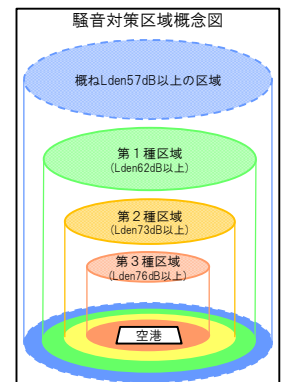 騒音対策区域概念図
概ねLden57dB以上の区域
第１種区域
(Lden62dB以上)
第２種区域
(Lden73dB以上)
第３種区域
(Lden76dB以上)
空港